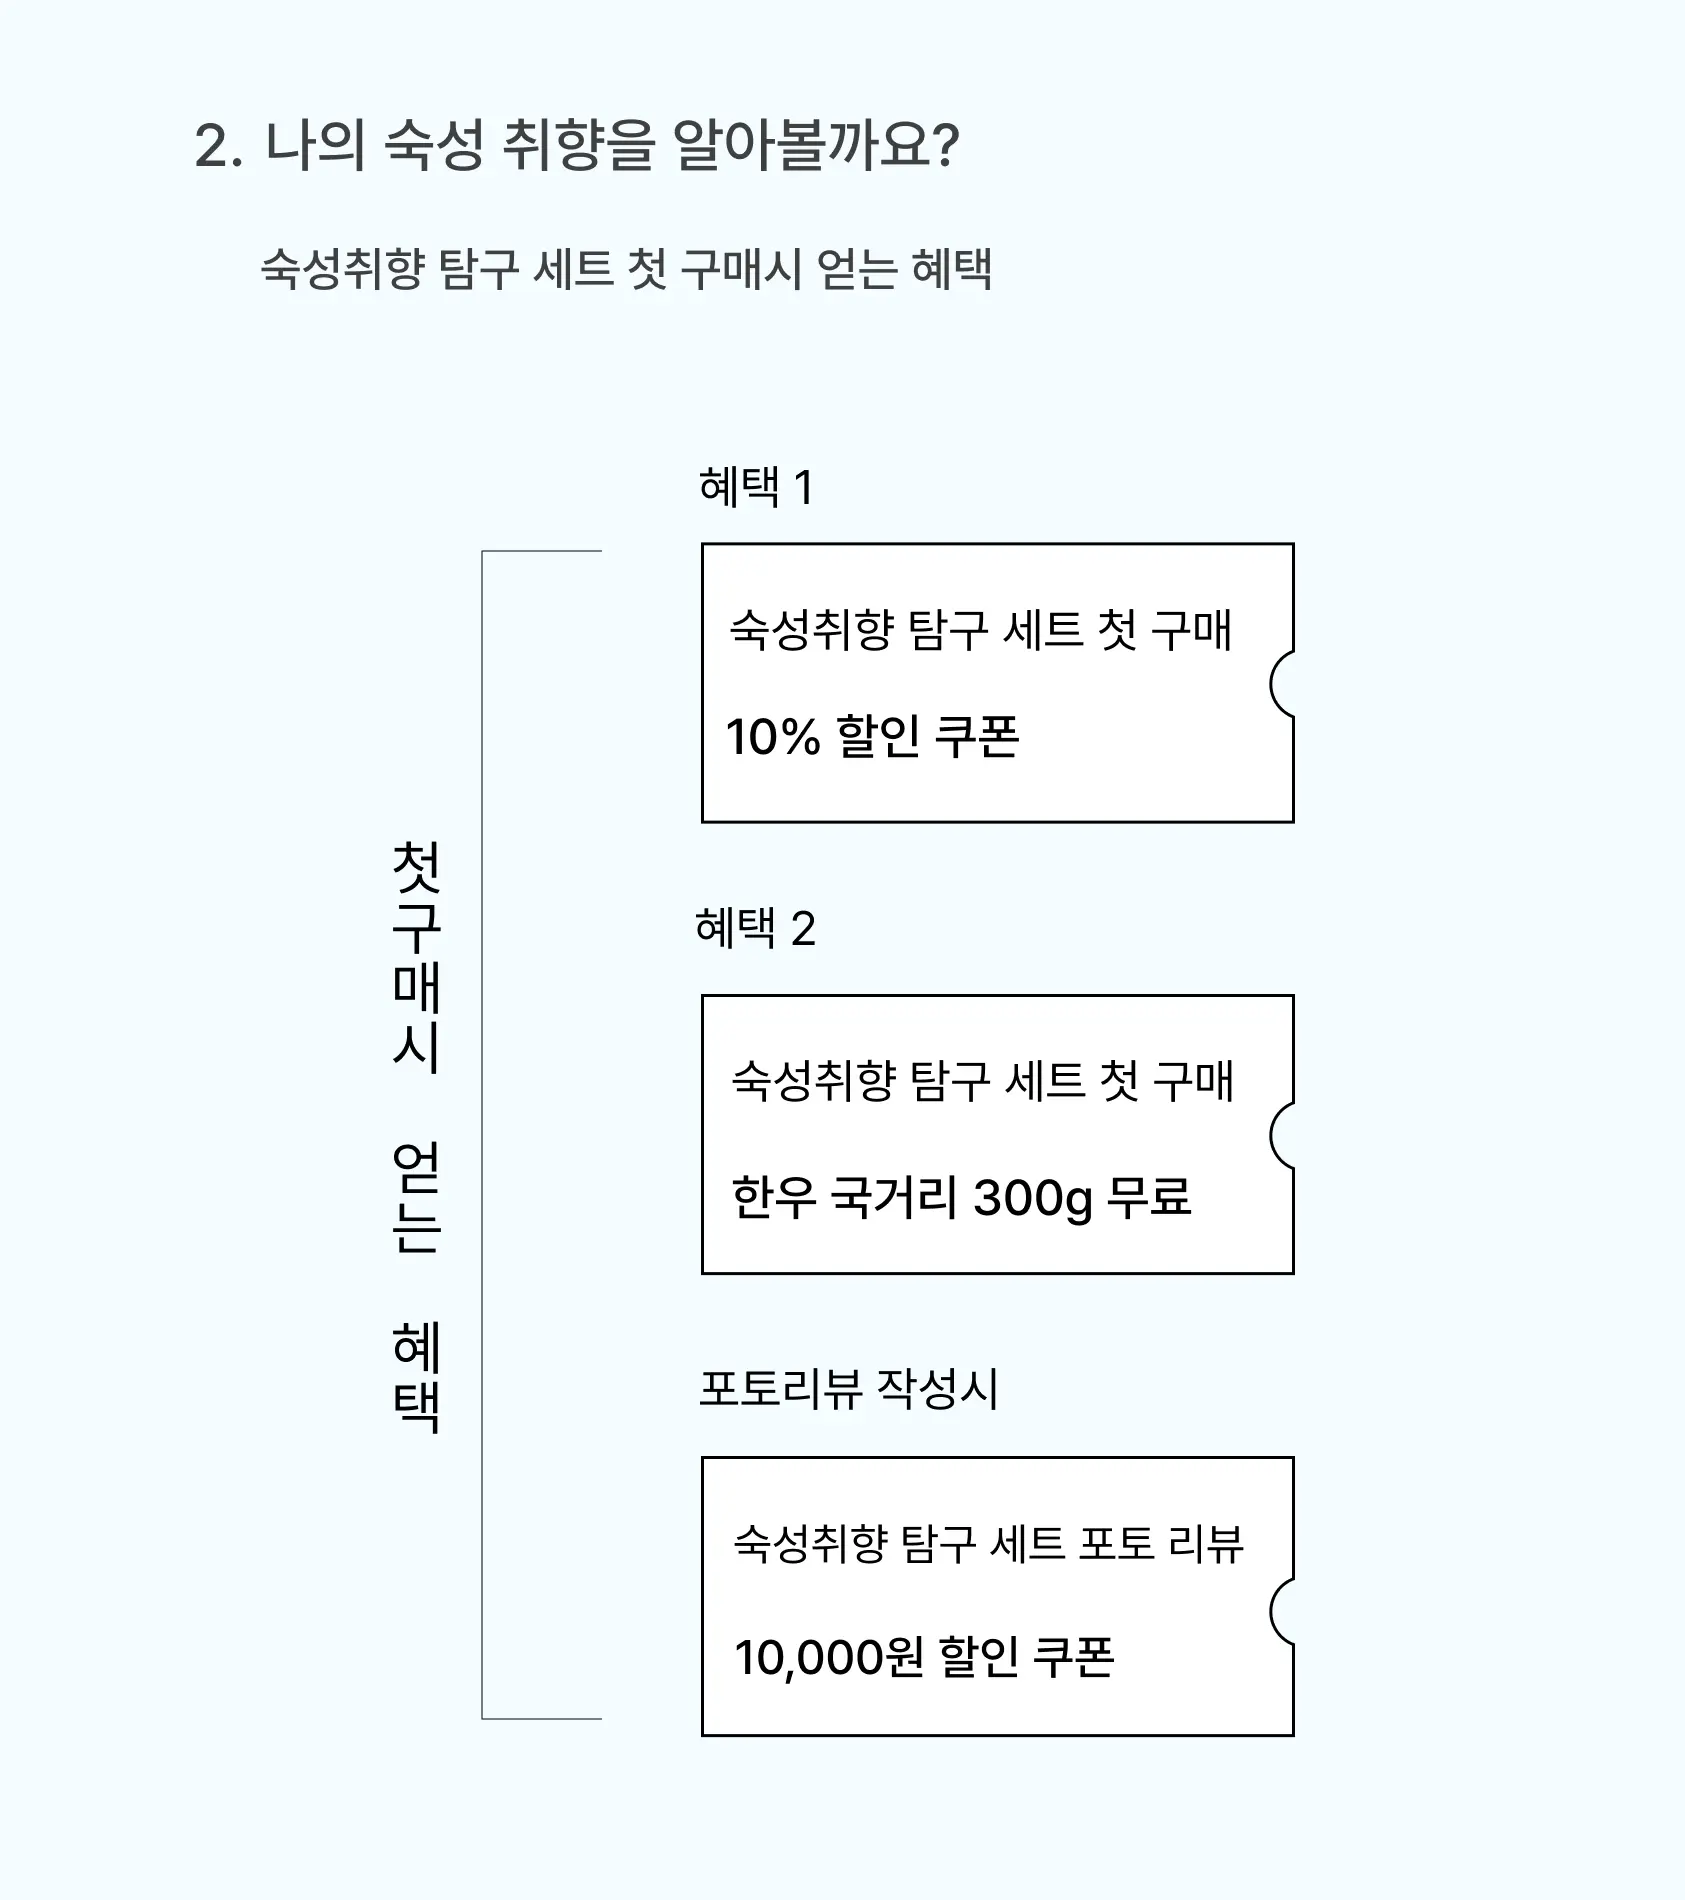 2. 나의 숙성 취향을 알아볼까요?
숙성취향 탐구 세트 첫 구매시 얻는 혜택
첫구매시 얻는 혜택
혜택 1
숙성취향 탐구 세트 첫 구매
10% 할인 쿠폰
혜택 2
숙성취향 탐구 세트 첫 구매
한우 국거리 300g 무료
포토리뷰 작성시
숙성취향 탐구 세트 포토 리뷰
10,000원 할인 쿠폰